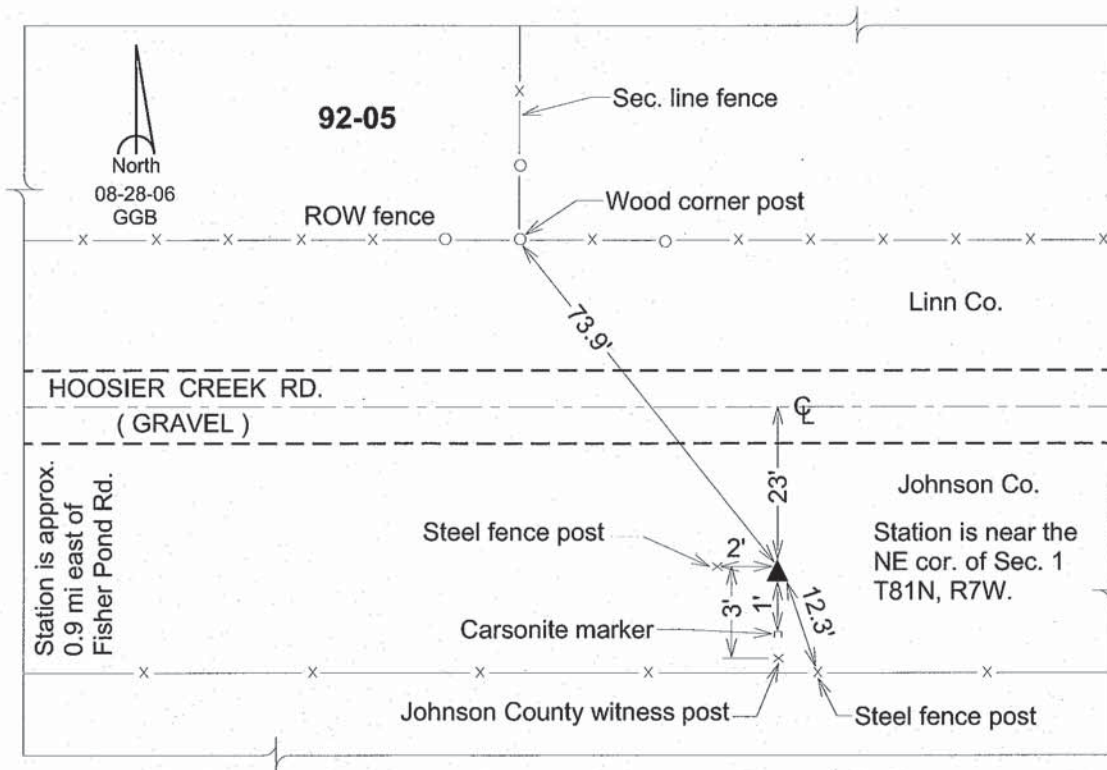 92-05
Sec. line fence
North
08-28-06
GGB
ROW fence
Wood corner post
Linn Co.
73.9'
HOOSIER CREEK RD.
( GRAVEL )
℄
23'
Station is approx.
0.9 mi east of
Fisher Pond Rd.
Johnson Co.
Station is near the
NE cor. of Sec. 1
T81N, R7W.
Steel fence post
2'
3'
1'
12.3'
Carsonite marker
Johnson County witness post
Steel fence post